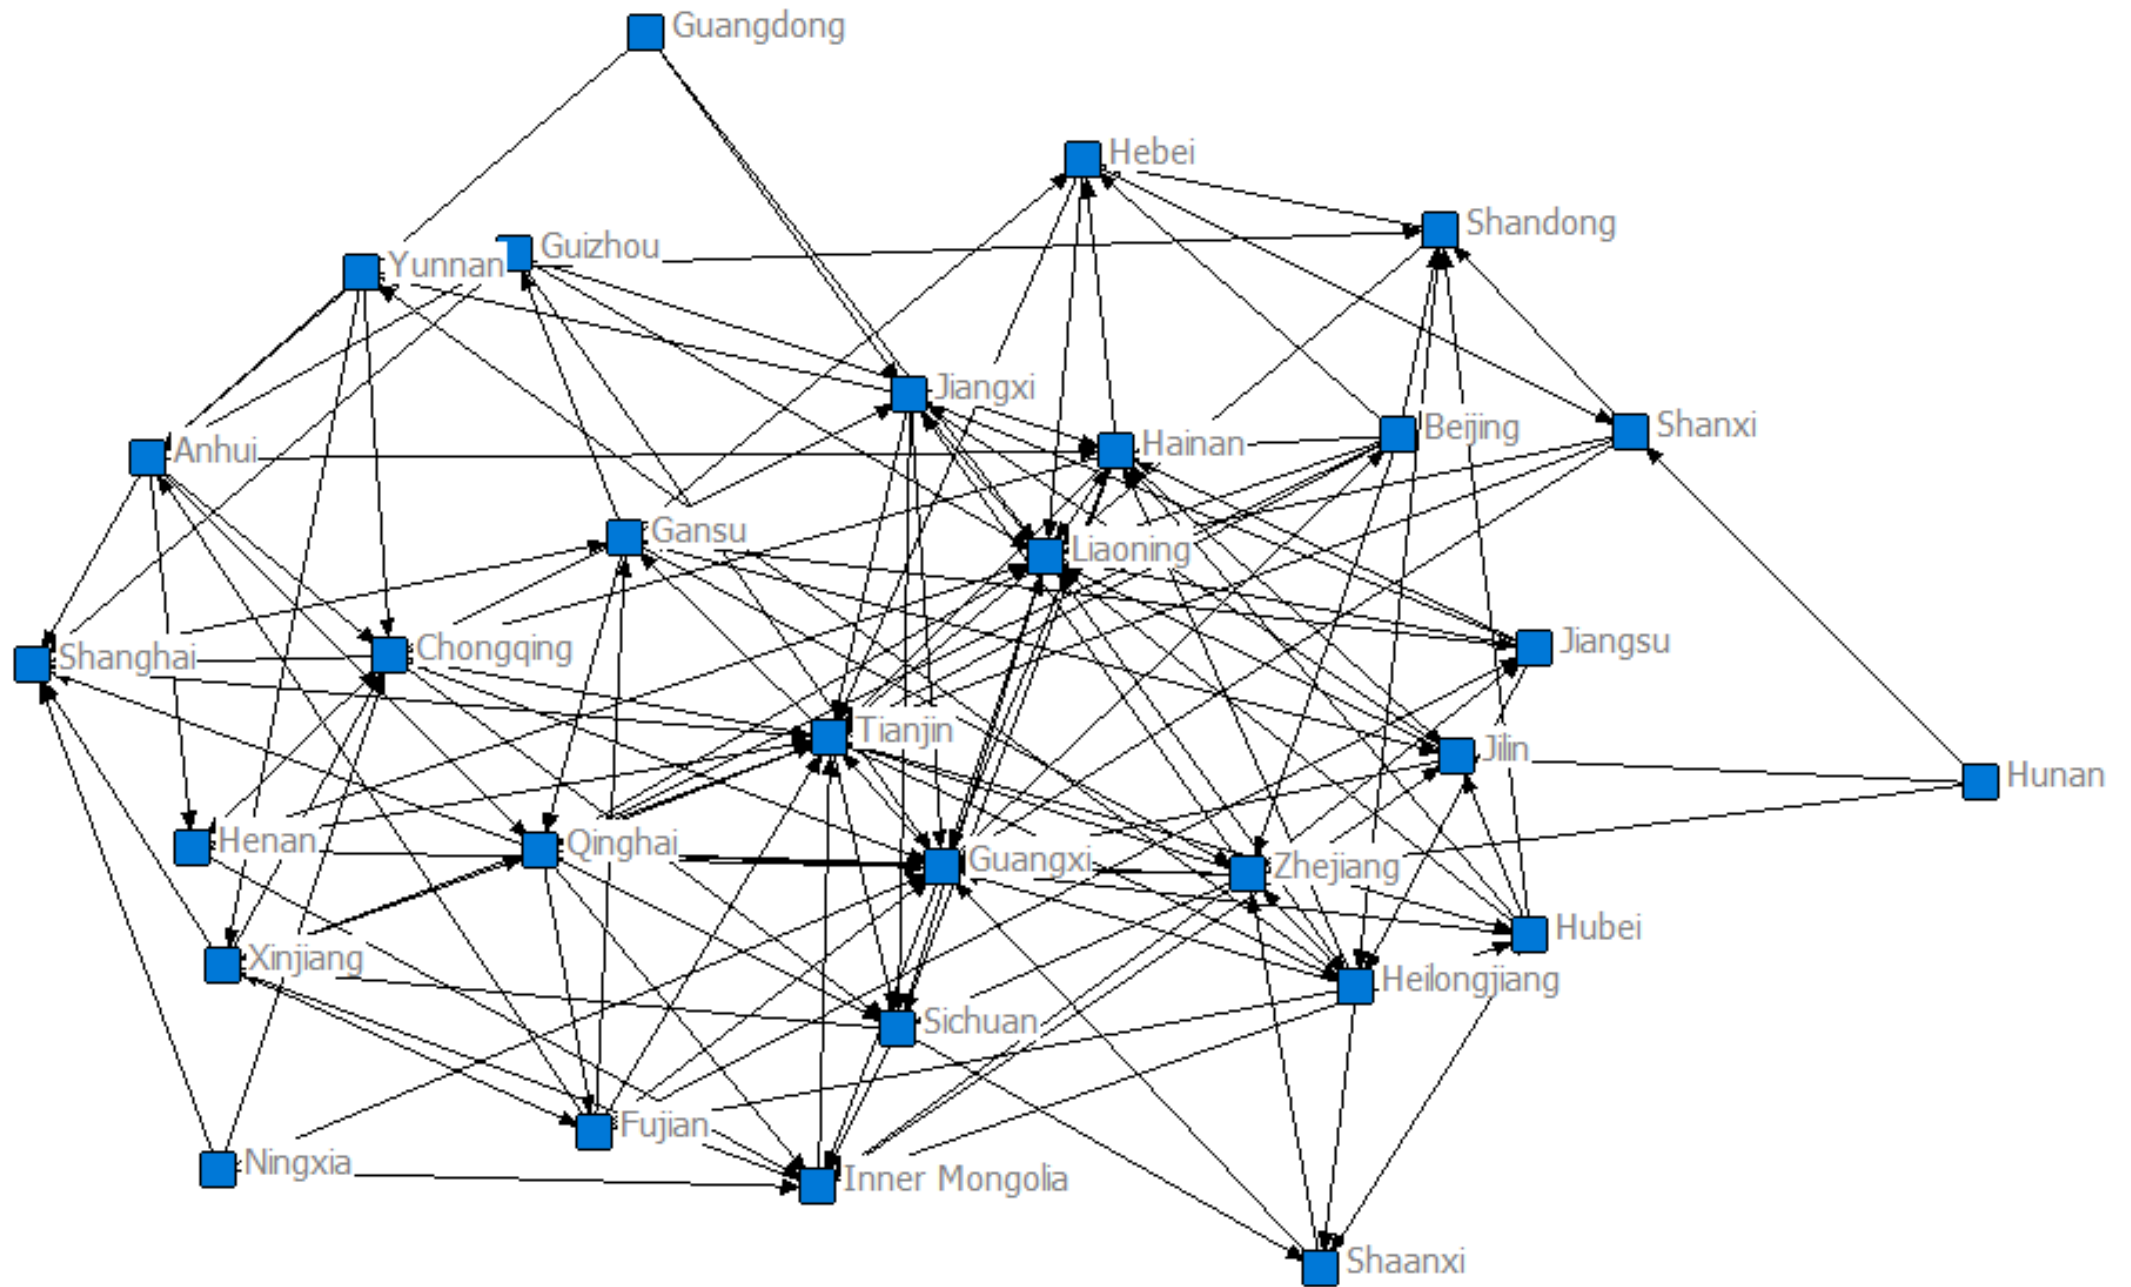 Guangdong
Hebei
Shandong
Guizhou
Yunnan
Jiangxi
Hainan
Beijing
Shanxi
Anhui
Gansu
Liaoning
Shanghai
Chongqing
Jiangsu
Tianjin
Jilin
Hunan
Henan
Qinghai
Guangxi
Zhejiang
Hubei
Xinjiang
Heilongjiang
Sichuan
Fujian
Ningxia
Inner Mongolia
Shaanxi